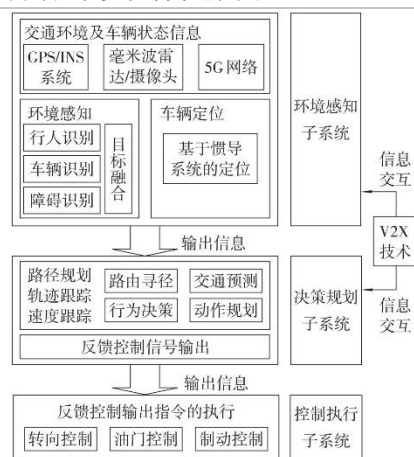 交通环境及车辆状态信息
GPS/INS
系统
毫米波雷
达/摄像头
5G网络
环境感知
行人识别
车辆识别
障碍识别
目标融合
车辆定位
基于惯导
系统的定位
环境感知
子系统
信息
交互
V2X
技术
输出信息
路径规划
轨迹跟踪
速度跟踪
路由寻径
交通预测
行为决策
动作规划
反馈控制信号输出
决策规划
子系统
信息
交互
输出信息
反馈控制输出指令的执行
转向控制
油门控制
制动控制
控制执行
子系统